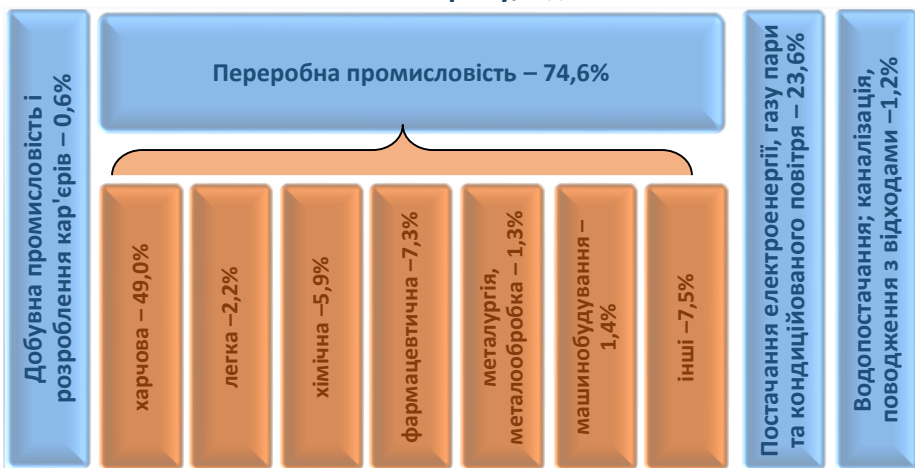 Добувна промисловість і
розроблення кар'єрів – 0,6%
Переробна промисловість – 74,6%
харчова – 49,0%
легка –2,2%
хімічна –5,9%
фармацевтична –7,3%
металургія,
металообробка – 1,3%
машинобудування –
1,4%
інші –7,5%
Постачання електроенергії, газу пари
та кондиційованого повітря – 23,6%
Водопостачання; каналізація,
поводження з відходами –1,2%